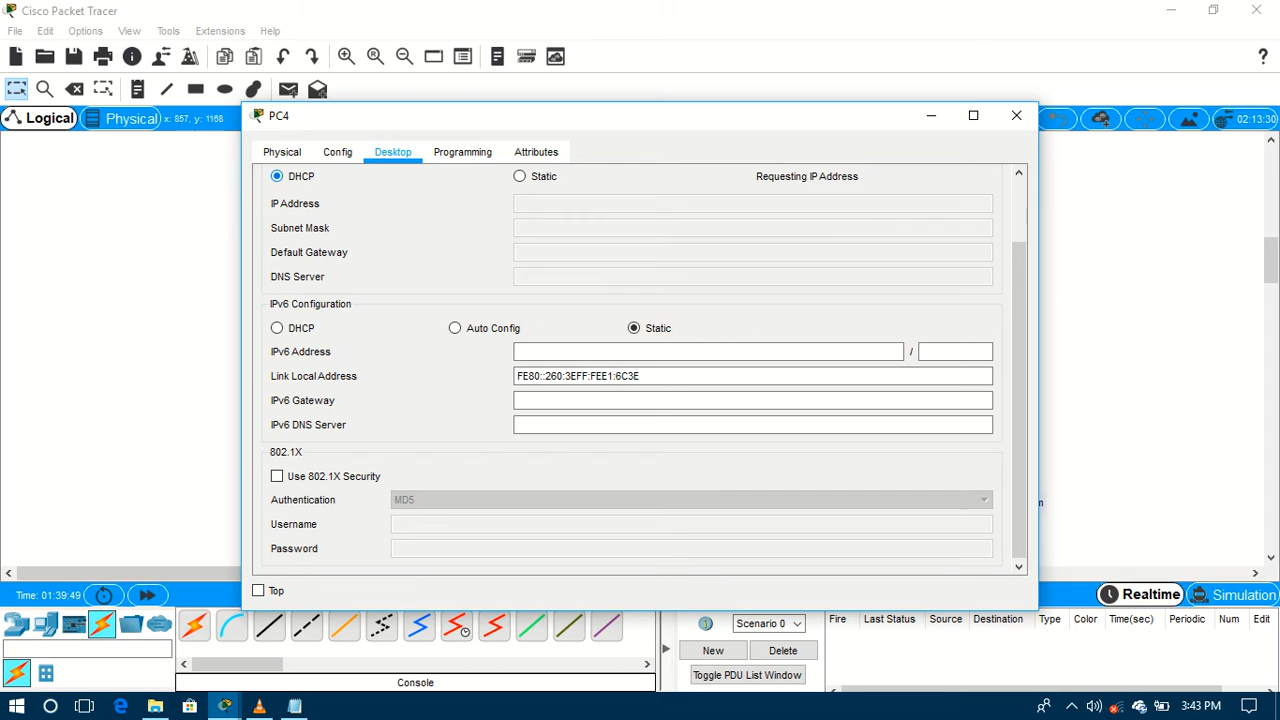 Cisco Packet Tracer
File Edit Options View Tools Extensions Help
?
Logical Physical x: 857, y: 1168
02:13:30
PC4
Physical Config Desktop Programming Attributes
DHCP Static Requesting IP Address
IP Address
Subnet Mask
Default Gateway
DNS Server
IPv6 Configuration
DHCP Auto Config Static
IPv6 Address /
Link Local Address FE80::260:3EFF:FEE1:6C3E
IPv6 Gateway
IPv6 DNS Server
802.1X
Use 802.1X Security
Authentication MD5
Username
Password
Top
Time: 01:39:49
Realtime Simulation
Scenario 0
New Delete
Toggle PDU List Window
Fire Last Status Source Destination Type Color Time(sec) Periodic Num Edit
Console
3:43 PM